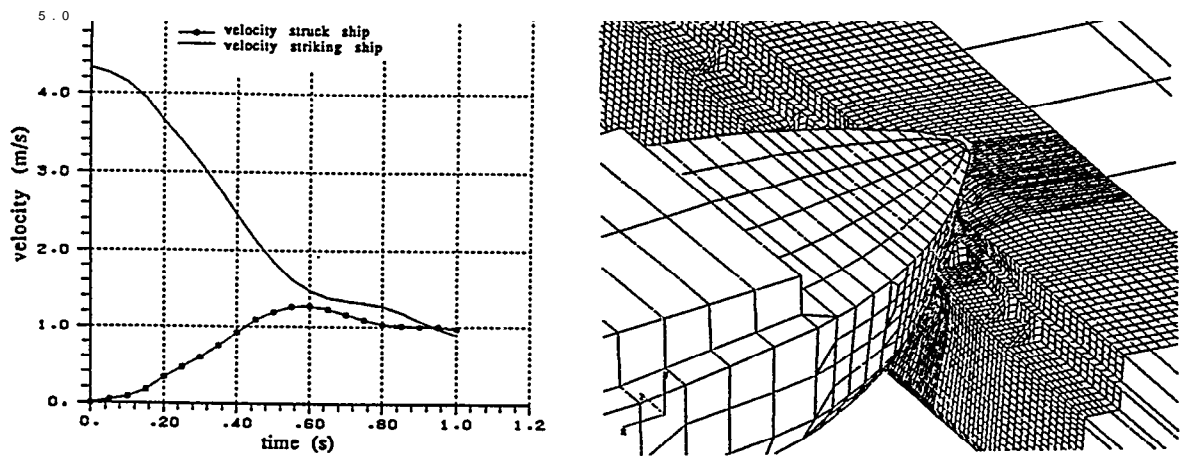 5.0
velocity struck ship
velocity striking ship
4.0
3.0
2.0
1.0
0.
velocity (m/s)
0. .20 .40 .60 .80 1.0 1.2
time (s)